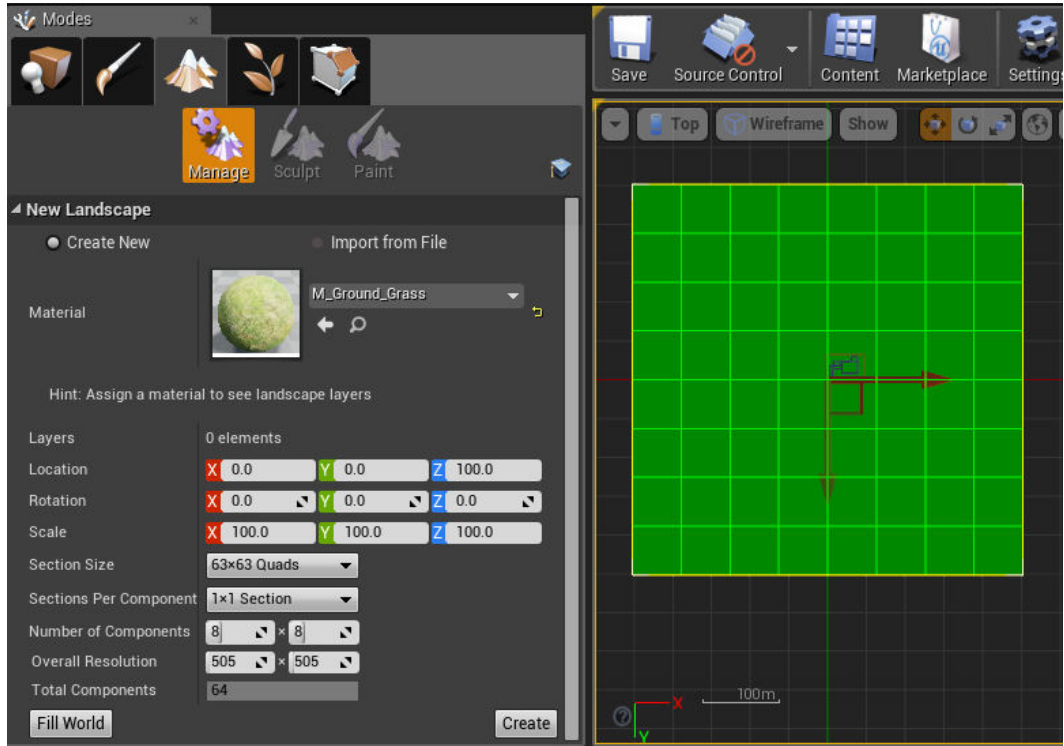 Modes
Save
Source Control
Content
Marketplace
Settings
Manage
Sculpt
Paint
Top
Wireframe
Show
New Landscape
Create New
Import from File
Material
M_Ground_Grass
Hint: Assign a material to see landscape layers
Layers 0 elements
Location X 0.0 Y 0.0 Z 100.0
Rotation X 0.0 Y 0.0 Z 0.0
Scale X 100.0 Y 100.0 Z 100.0
Section Size 63×63 Quads
Sections Per Component 1×1 Section
Number of Components 8 × 8
Overall Resolution 505 × 505
Total Components 64
Fill World
Create
X
100m
Y